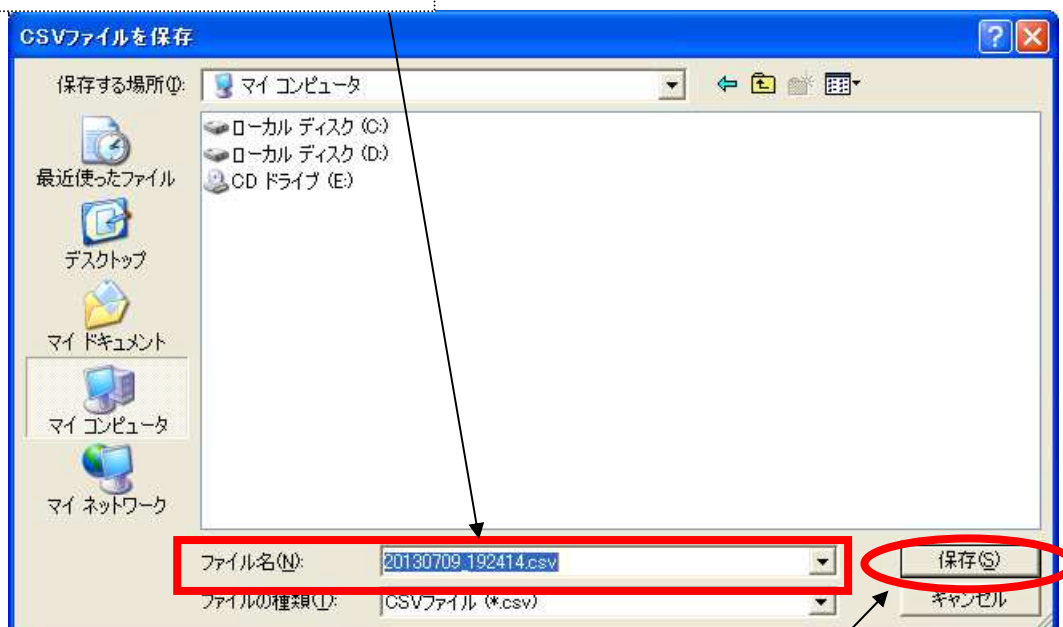 CSVファイルを保存
保存する場所(I):
マイ コンピュータ
ローカル ディスク (C:)
ローカル ディスク (D:)
CD ドライブ (E:)
最近使ったファイル
デスクトップ
マイ ドキュメント
マイ コンピュータ
マイ ネットワーク
ファイル名(N):
20130709_192414.csv
保存(S)
ファイルの種類(T):
CSVファイル (*.csv)
キャンセル